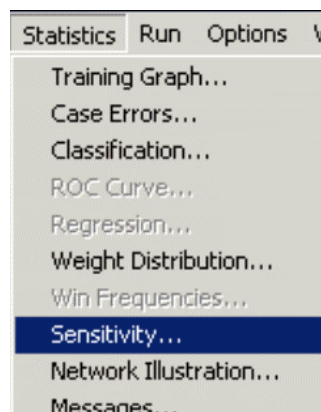 Statistics Run Options
Training Graph...
Case Errors...
Classification...
ROC Curve...
Regression...
Weight Distribution...
Win Frequencies...
Sensitivity...
Network Illustration...
Messages...